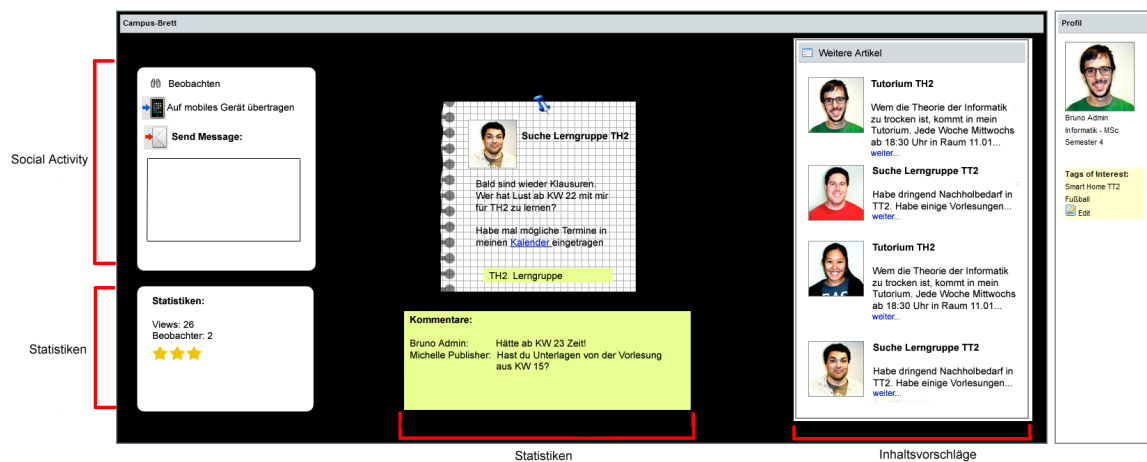 Campus-Brett
Social Activity
Beobachten
Auf mobiles Gerät übertragen
Send Message:
Statistiken
Statistiken:
Views: 26
Beobachter: 2
Suche Lerngruppe TH2
Bald sind wieder Klausuren.
Wer hat Lust ab KW 22 mit mir
für TH2 zu lernen?
Habe mal mögliche Termine in
meinen Kalender eingetragen
TH2 Lerngruppe
Kommentare:
Bruno Admin: Hätte ab KW 23 Zeit!
Michelle Publisher: Hast du Unterlagen von der Vorlesung
aus KW 15?
Statistiken
Weitere Artikel
Tutorium TH2
Wem die Theorie der Informatik
zu trocken ist, kommt in mein
Tutorium. Jede Woche Mittwochs
ab 18:30 Uhr in Raum 11.01...
weiter...
Suche Lerngruppe TT2
Habe dringend Nachholbedarf in
TT2. Habe einige Vorlesungen...
weiter...
Tutorium TH2
Wem die Theorie der Informatik
zu trocken ist, kommt in mein
Tutorium. Jede Woche Mittwochs
ab 18:30 Uhr in Raum 11.01...
weiter...
Suche Lerngruppe TT2
Habe dringend Nachholbedarf in
TT2. Habe einige Vorlesungen...
weiter...
Inhaltsvorschläge
Profil
Bruno Admin
Informatik - MSc
Semester 4
Tags of Interest:
Smart Home TT2
Fußball
Edit